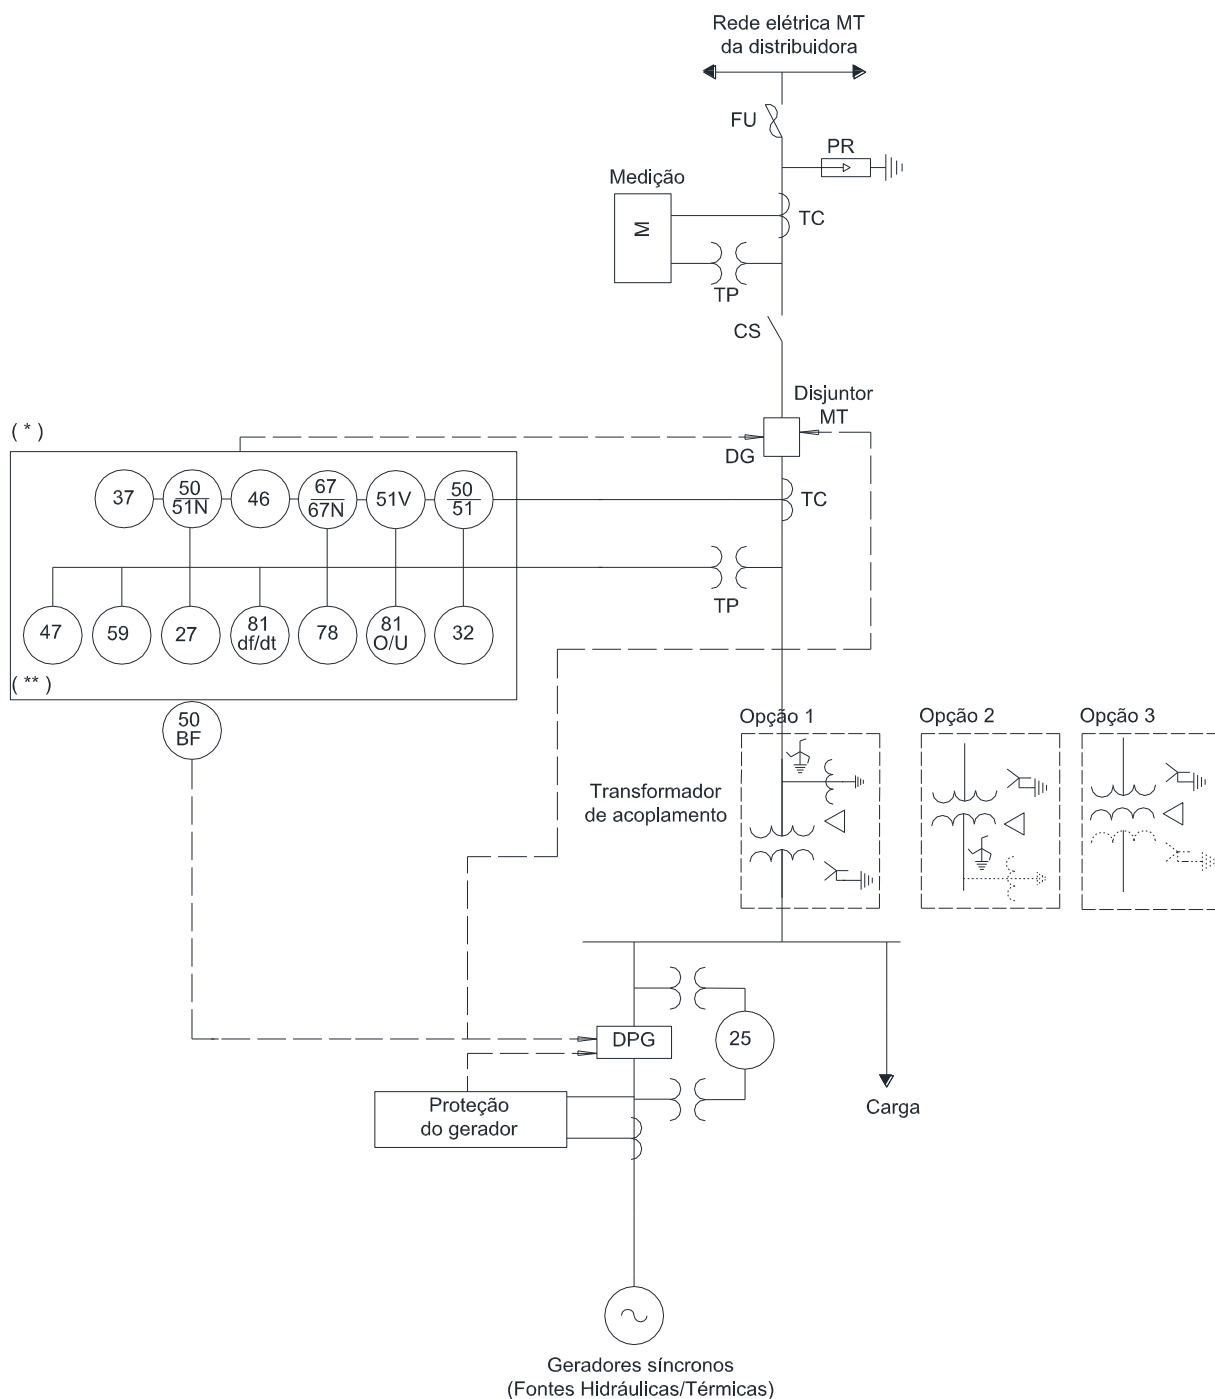 Rede elétrica MT
da distribuidora
FU
PR
Medição
M
TC
TP
CS
Disjuntor
MT
DG
( * )
37
50
51N
46
67
67N
51V
50
51
TC
TP
47
59
27
81
df/dt
78
81
O/U
32
( ** )
50
BF
Opção 1
Opção 2
Opção 3
Transformador
de acoplamento
DPG
25
Proteção
do gerador
Carga
Geradores síncronos
(Fontes Hidráulicas/Térmicas)